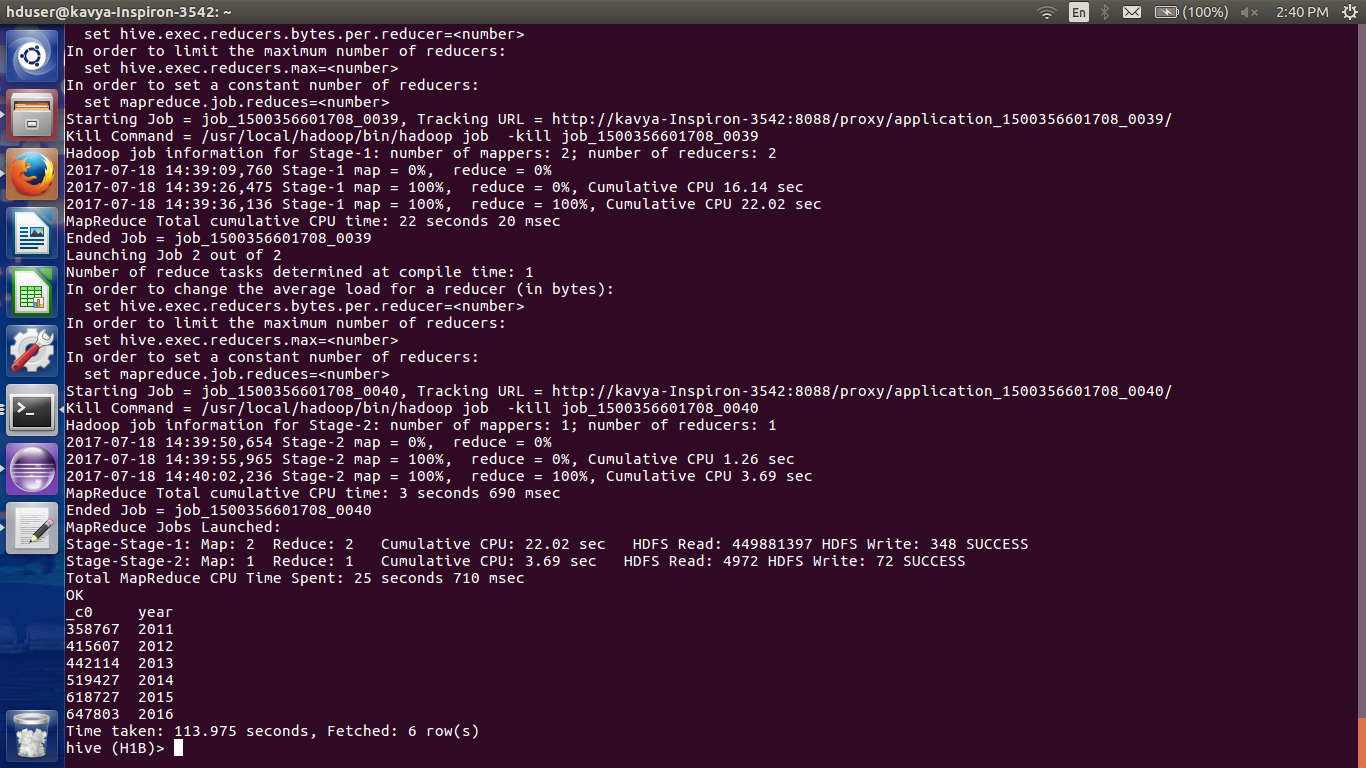 hduser@kavya-Inspiron-3542: ~ En (100%) 2:40 PM
set hive.exec.reducers.bytes.per.reducer=<number>
In order to limit the maximum number of reducers:
set hive.exec.reducers.max=<number>
In order to set a constant number of reducers:
set mapreduce.job.reduces=<number>
Starting Job = job_1500356601708_0039, Tracking URL = http://kavya-Inspiron-3542:8088/proxy/application_1500356601708_0039/
Kill Command = /usr/local/hadoop/bin/hadoop job  -kill job_1500356601708_0039
Hadoop job information for Stage-1: number of mappers: 2; number of reducers: 2
2017-07-18 14:39:09,760 Stage-1 map = 0%,  reduce = 0%
2017-07-18 14:39:26,475 Stage-1 map = 100%,  reduce = 0%, Cumulative CPU 16.14 sec
2017-07-18 14:39:36,136 Stage-1 map = 100%,  reduce = 100%, Cumulative CPU 22.02 sec
MapReduce Total cumulative CPU time: 22 seconds 20 msec
Ended Job = job_1500356601708_0039
Launching Job 2 out of 2
Number of reduce tasks determined at compile time: 1
In order to change the average load for a reducer (in bytes):
set hive.exec.reducers.bytes.per.reducer=<number>
In order to limit the maximum number of reducers:
set hive.exec.reducers.max=<number>
In order to set a constant number of reducers:
set mapreduce.job.reduces=<number>
Starting Job = job_1500356601708_0040, Tracking URL = http://kavya-Inspiron-3542:8088/proxy/application_1500356601708_0040/
Kill Command = /usr/local/hadoop/bin/hadoop job  -kill job_1500356601708_0040
Hadoop job information for Stage-2: number of mappers: 1; number of reducers: 1
2017-07-18 14:39:50,654 Stage-2 map = 0%,  reduce = 0%
2017-07-18 14:39:55,965 Stage-2 map = 100%,  reduce = 0%, Cumulative CPU 1.26 sec
2017-07-18 14:40:02,236 Stage-2 map = 100%,  reduce = 100%, Cumulative CPU 3.69 sec
MapReduce Total cumulative CPU time: 3 seconds 690 msec
Ended Job = job_1500356601708_0040
MapReduce Jobs Launched:
Stage-Stage-1: Map: 2  Reduce: 2   Cumulative CPU: 22.02 sec   HDFS Read: 449881397 HDFS Write: 348 SUCCESS
Stage-Stage-2: Map: 1  Reduce: 1   Cumulative CPU: 3.69 sec   HDFS Read: 4972 HDFS Write: 72 SUCCESS
Total MapReduce CPU Time Spent: 25 seconds 710 msec
OK
_c0     year
358767  2011
415607  2012
442114  2013
519427  2014
618727  2015
647803  2016
Time taken: 113.975 seconds, Fetched: 6 row(s)
hive (H1B)>